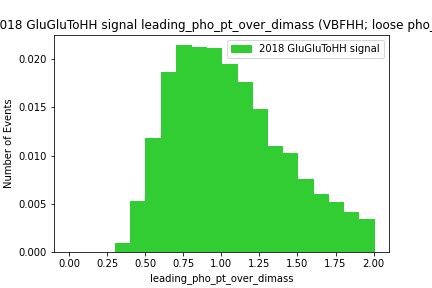 018 GluGluToHH signal leading_pho_pt_over_dimass (VBFHH; loose pho_
2018 GluGluToHH signal
0.020
0.015
0.010
0.005
0.000
Number of Events
0.00 0.25 0.50 0.75 1.00 1.25 1.50 1.75 2.00
leading_pho_pt_over_dimass